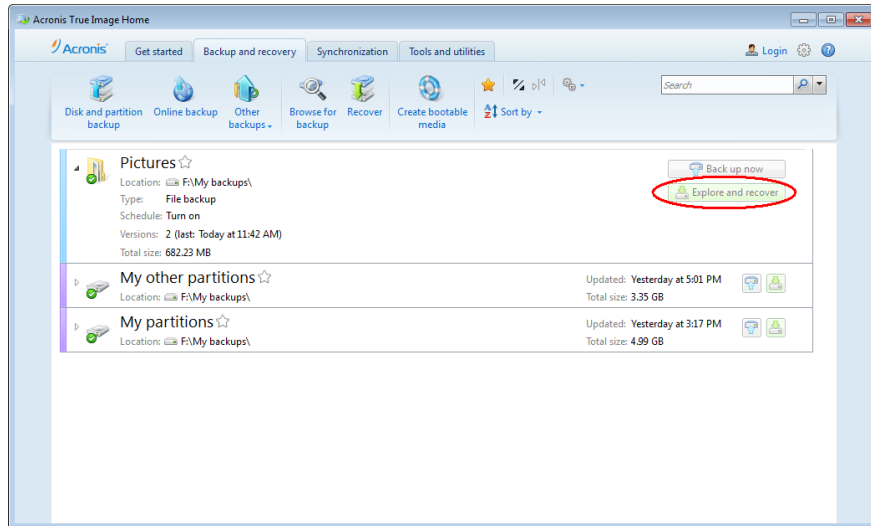 Acronis True Image Home
Acronis
Get started
Backup and recovery
Synchronization
Tools and utilities
Login
Disk and partition
backup
Online backup
Other
backups
Browse for
backup
Recover
Create bootable
media
Sort by
Search
Pictures
Back up now
Location: F:\My backups\
Explore and recover
Type: File backup
Schedule: Turn on
Versions: 2 (last: Today at 11:42 AM)
Total size: 682.23 MB
My other partitions
Updated: Yesterday at 5:01 PM
Location: F:\My backups\
Total size: 3.35 GB
My partitions
Updated: Yesterday at 3:17 PM
Location: F:\My backups\
Total size: 4.99 GB